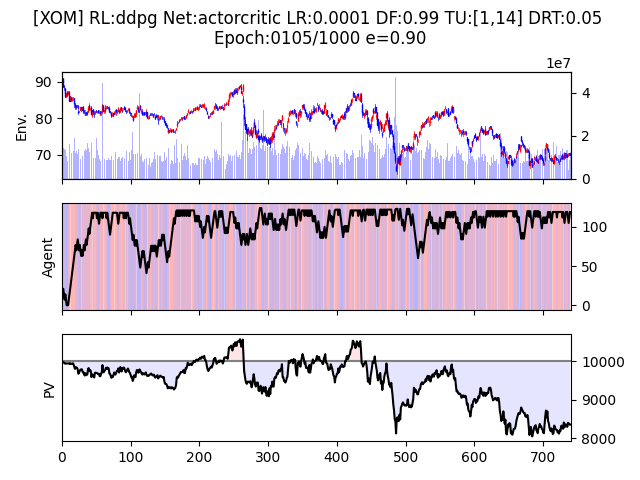 [XOM] RL:ddpg Net:actorcritic LR:0.0001 DF:0.99 TU:[1,14] DRT:0.05
Epoch:0105/1000 e=0.90
1e7
90
80
70
Env.
4
2
0
Agent
100
50
0
PV
10000
9000
8000
0 100 200 300 400 500 600 700